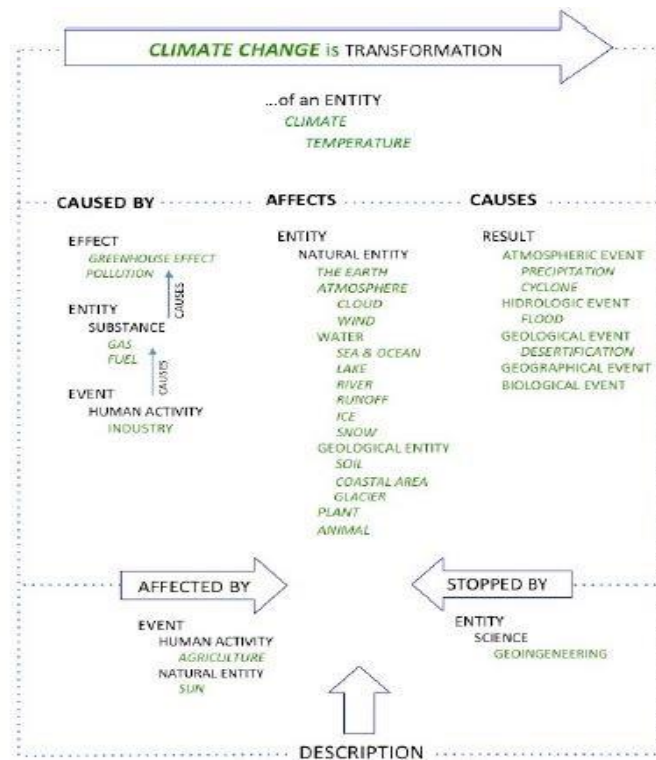 CLIMATE CHANGE is TRANSFORMATION
...of an ENTITY
CLIMATE
TEMPERATURE
CAUSED BY
EFFECT
GREENHOUSE EFFECT
POLLUTION
CAUSES
ENTITY
SUBSTANCE
GAS
FUEL
CAUSES
EVENT
HUMAN ACTIVITY
INDUSTRY
AFFECTS
ENTITY
NATURAL ENTITY
THE EARTH
ATMOSPHERE
CLOUD
WIND
WATER
SEA & OCEAN
LAKE
RIVER
RUNOFF
ICE
SNOW
GEOLOGICAL ENTITY
SOIL
COASTAL AREA
GLACIER
PLANT
ANIMAL
CAUSES
RESULT
ATMOSPHERIC EVENT
PRECIPITATION
CYCLONE
HIDROLOGIC EVENT
FLOOD
GEOLOGICAL EVENT
DESERTIFICATION
GEOGRAPHICAL EVENT
BIOLOGICAL EVENT
AFFECTED BY
EVENT
HUMAN ACTIVITY
AGRICULTURE
NATURAL ENTITY
SUN
STOPPED BY
ENTITY
SCIENCE
GEOINGENEERING
DESCRIPTION